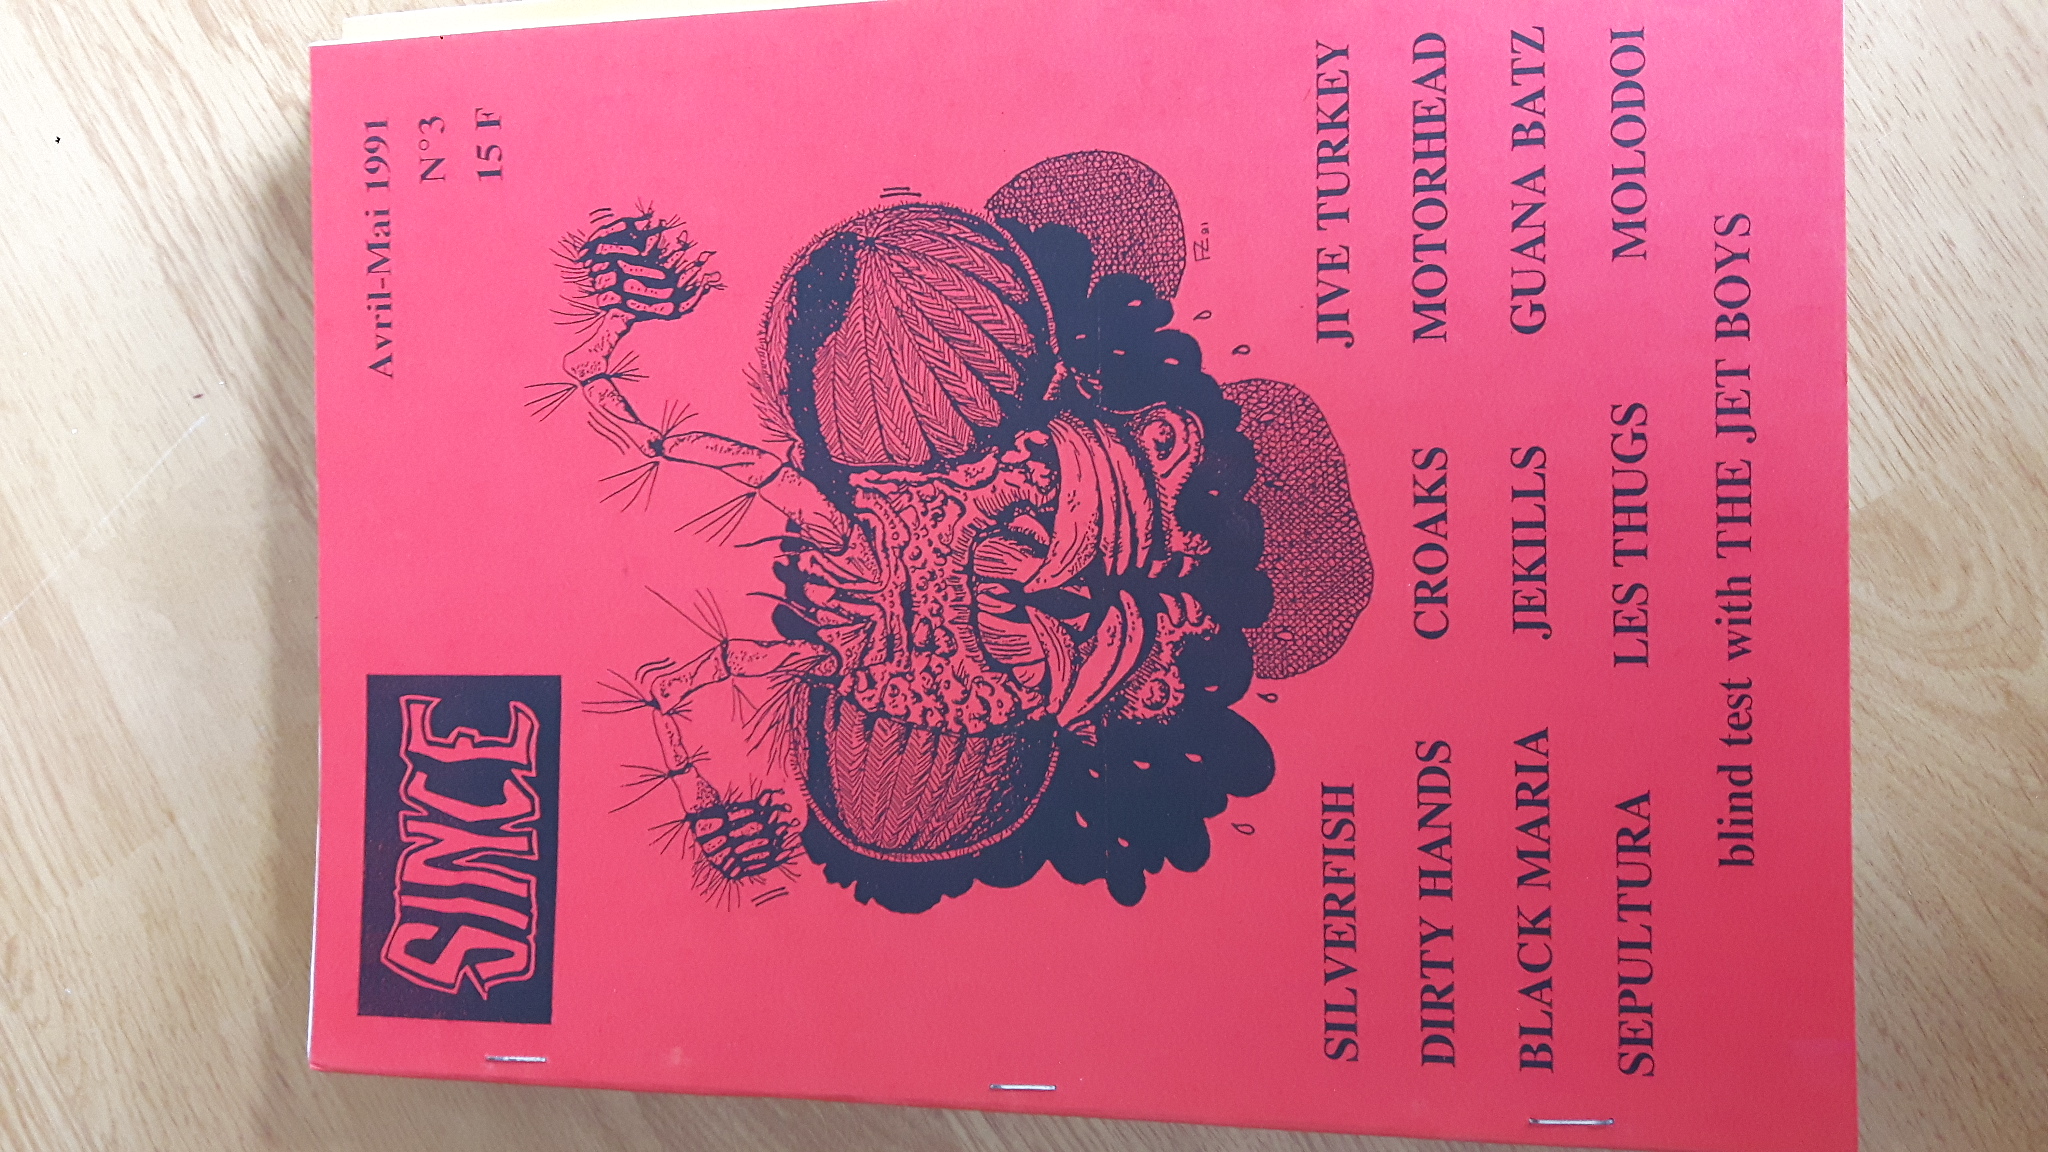 SINCE
Avril-Mai 1991
N°3
15 F
SILVERFISH JIVE TURKEY
DIRTY HANDS CROAKS MOTORHEAD
BLACK MARIA JEKILLS GUANA BATZ
SEPULTURA LES THUGS MOLODOI
blind test with THE JET BOYS